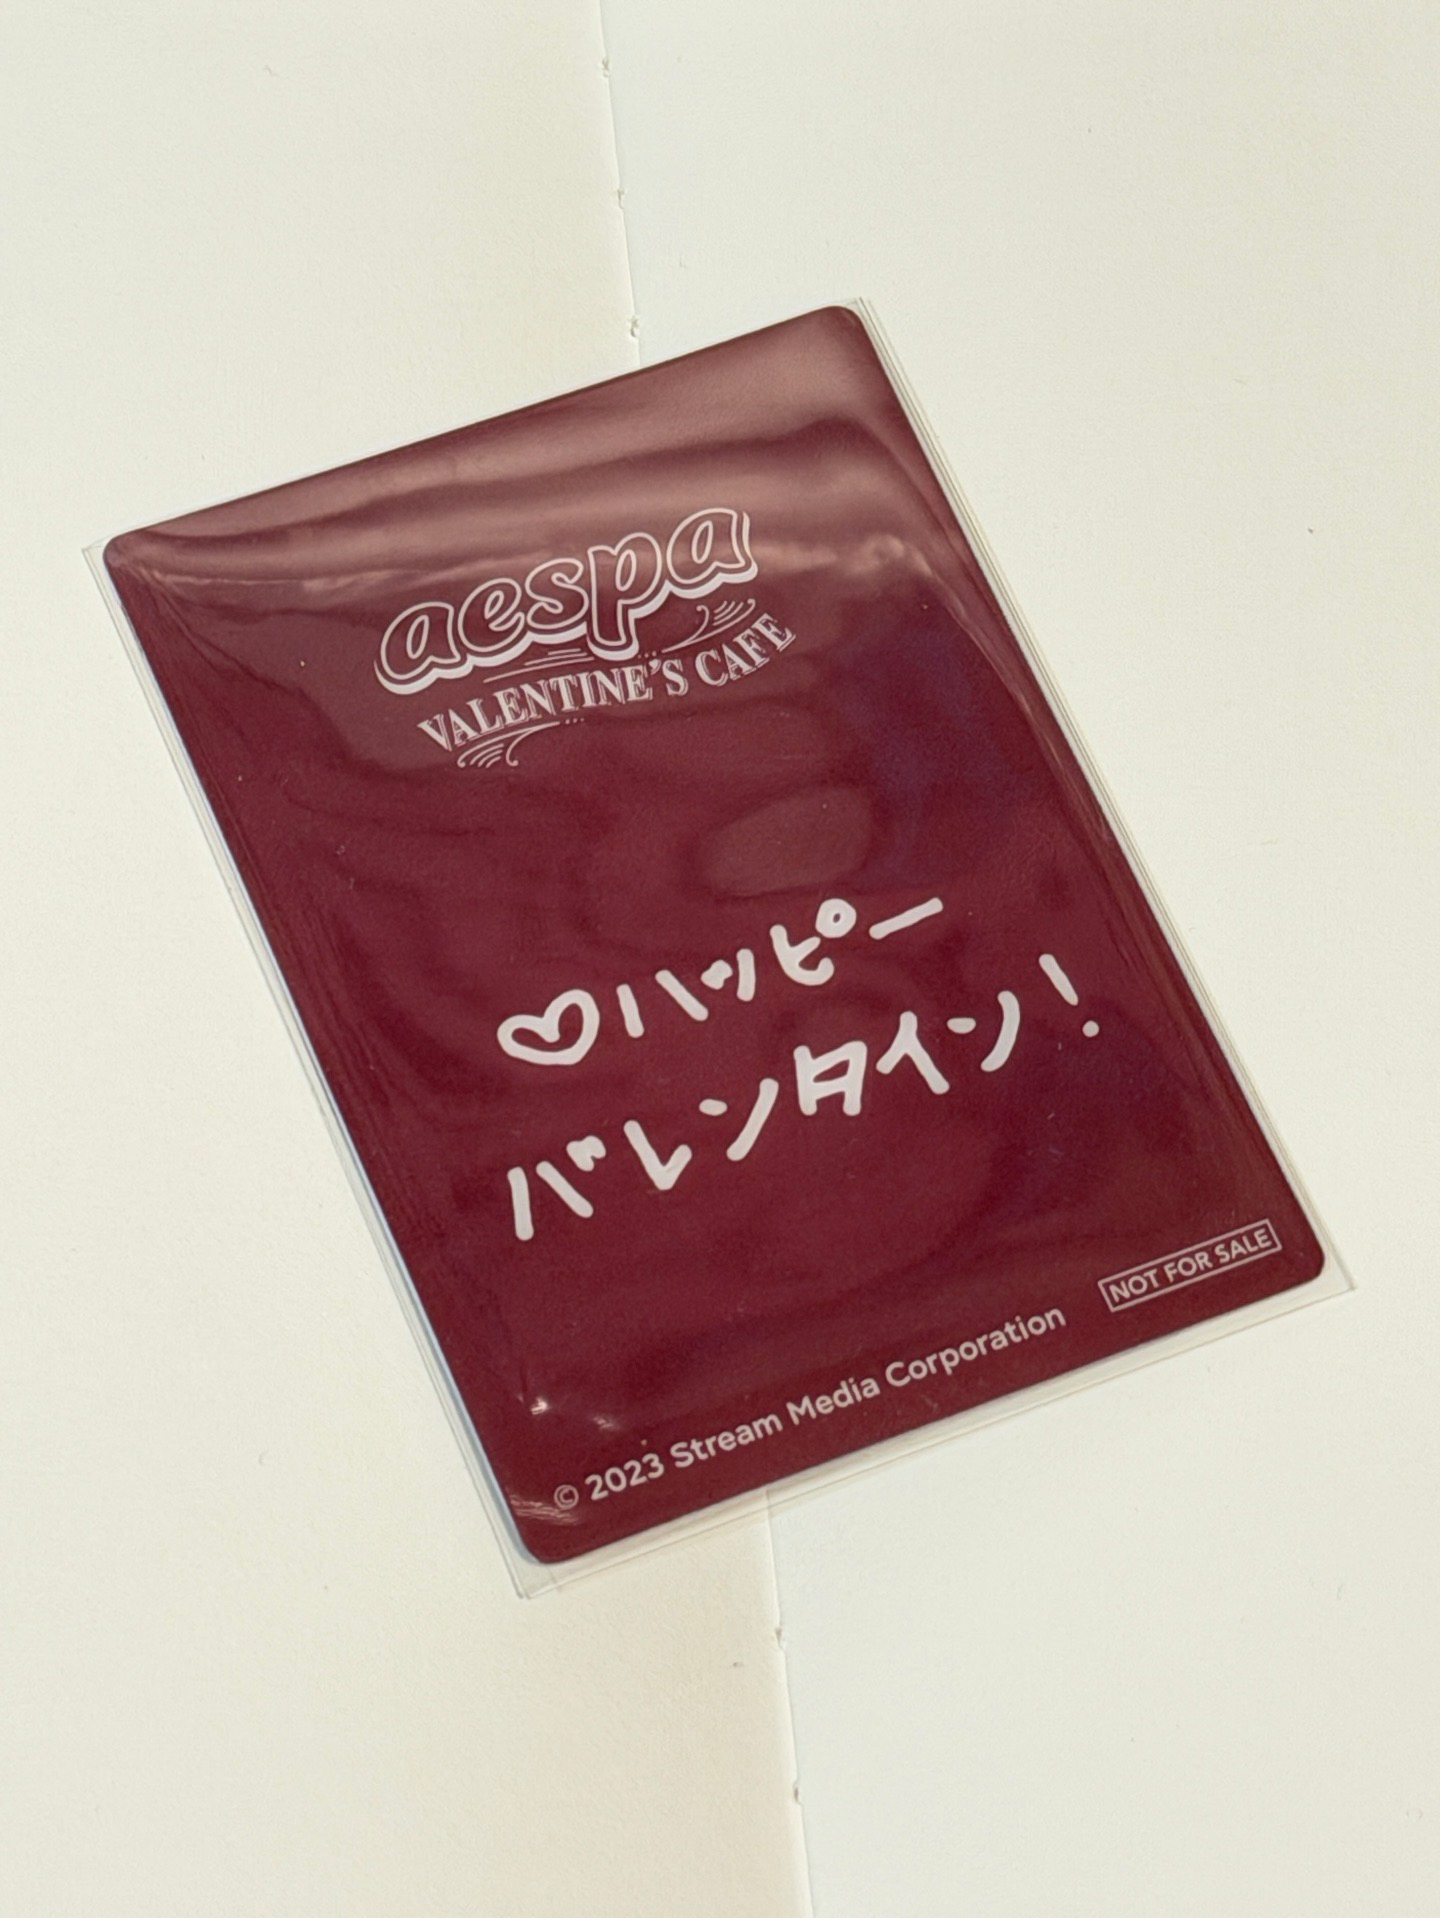 aespa
VALENTINE'S CAFE
♡ハッピー
バレンタイン!
NOT FOR SALE
© 2023 Stream Media Corporation